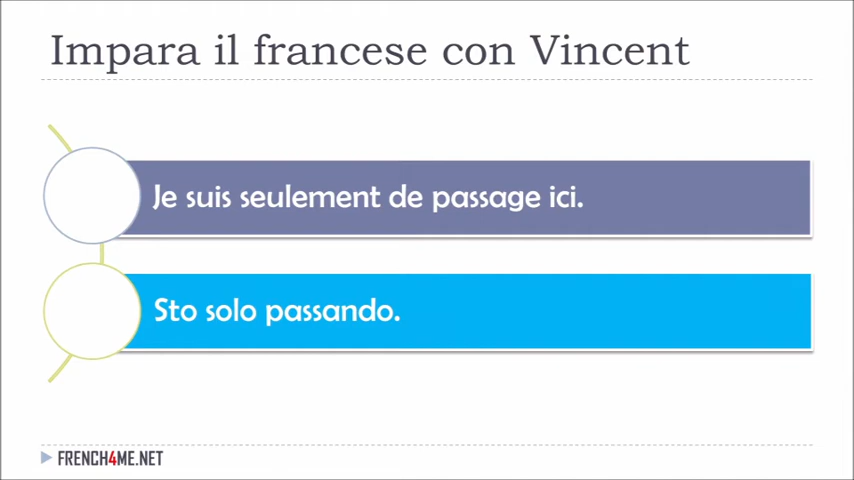 Impara il francese con Vincent
Je suis seulement de passage ici.
Sto solo passando.
FRENCH4ME.NET